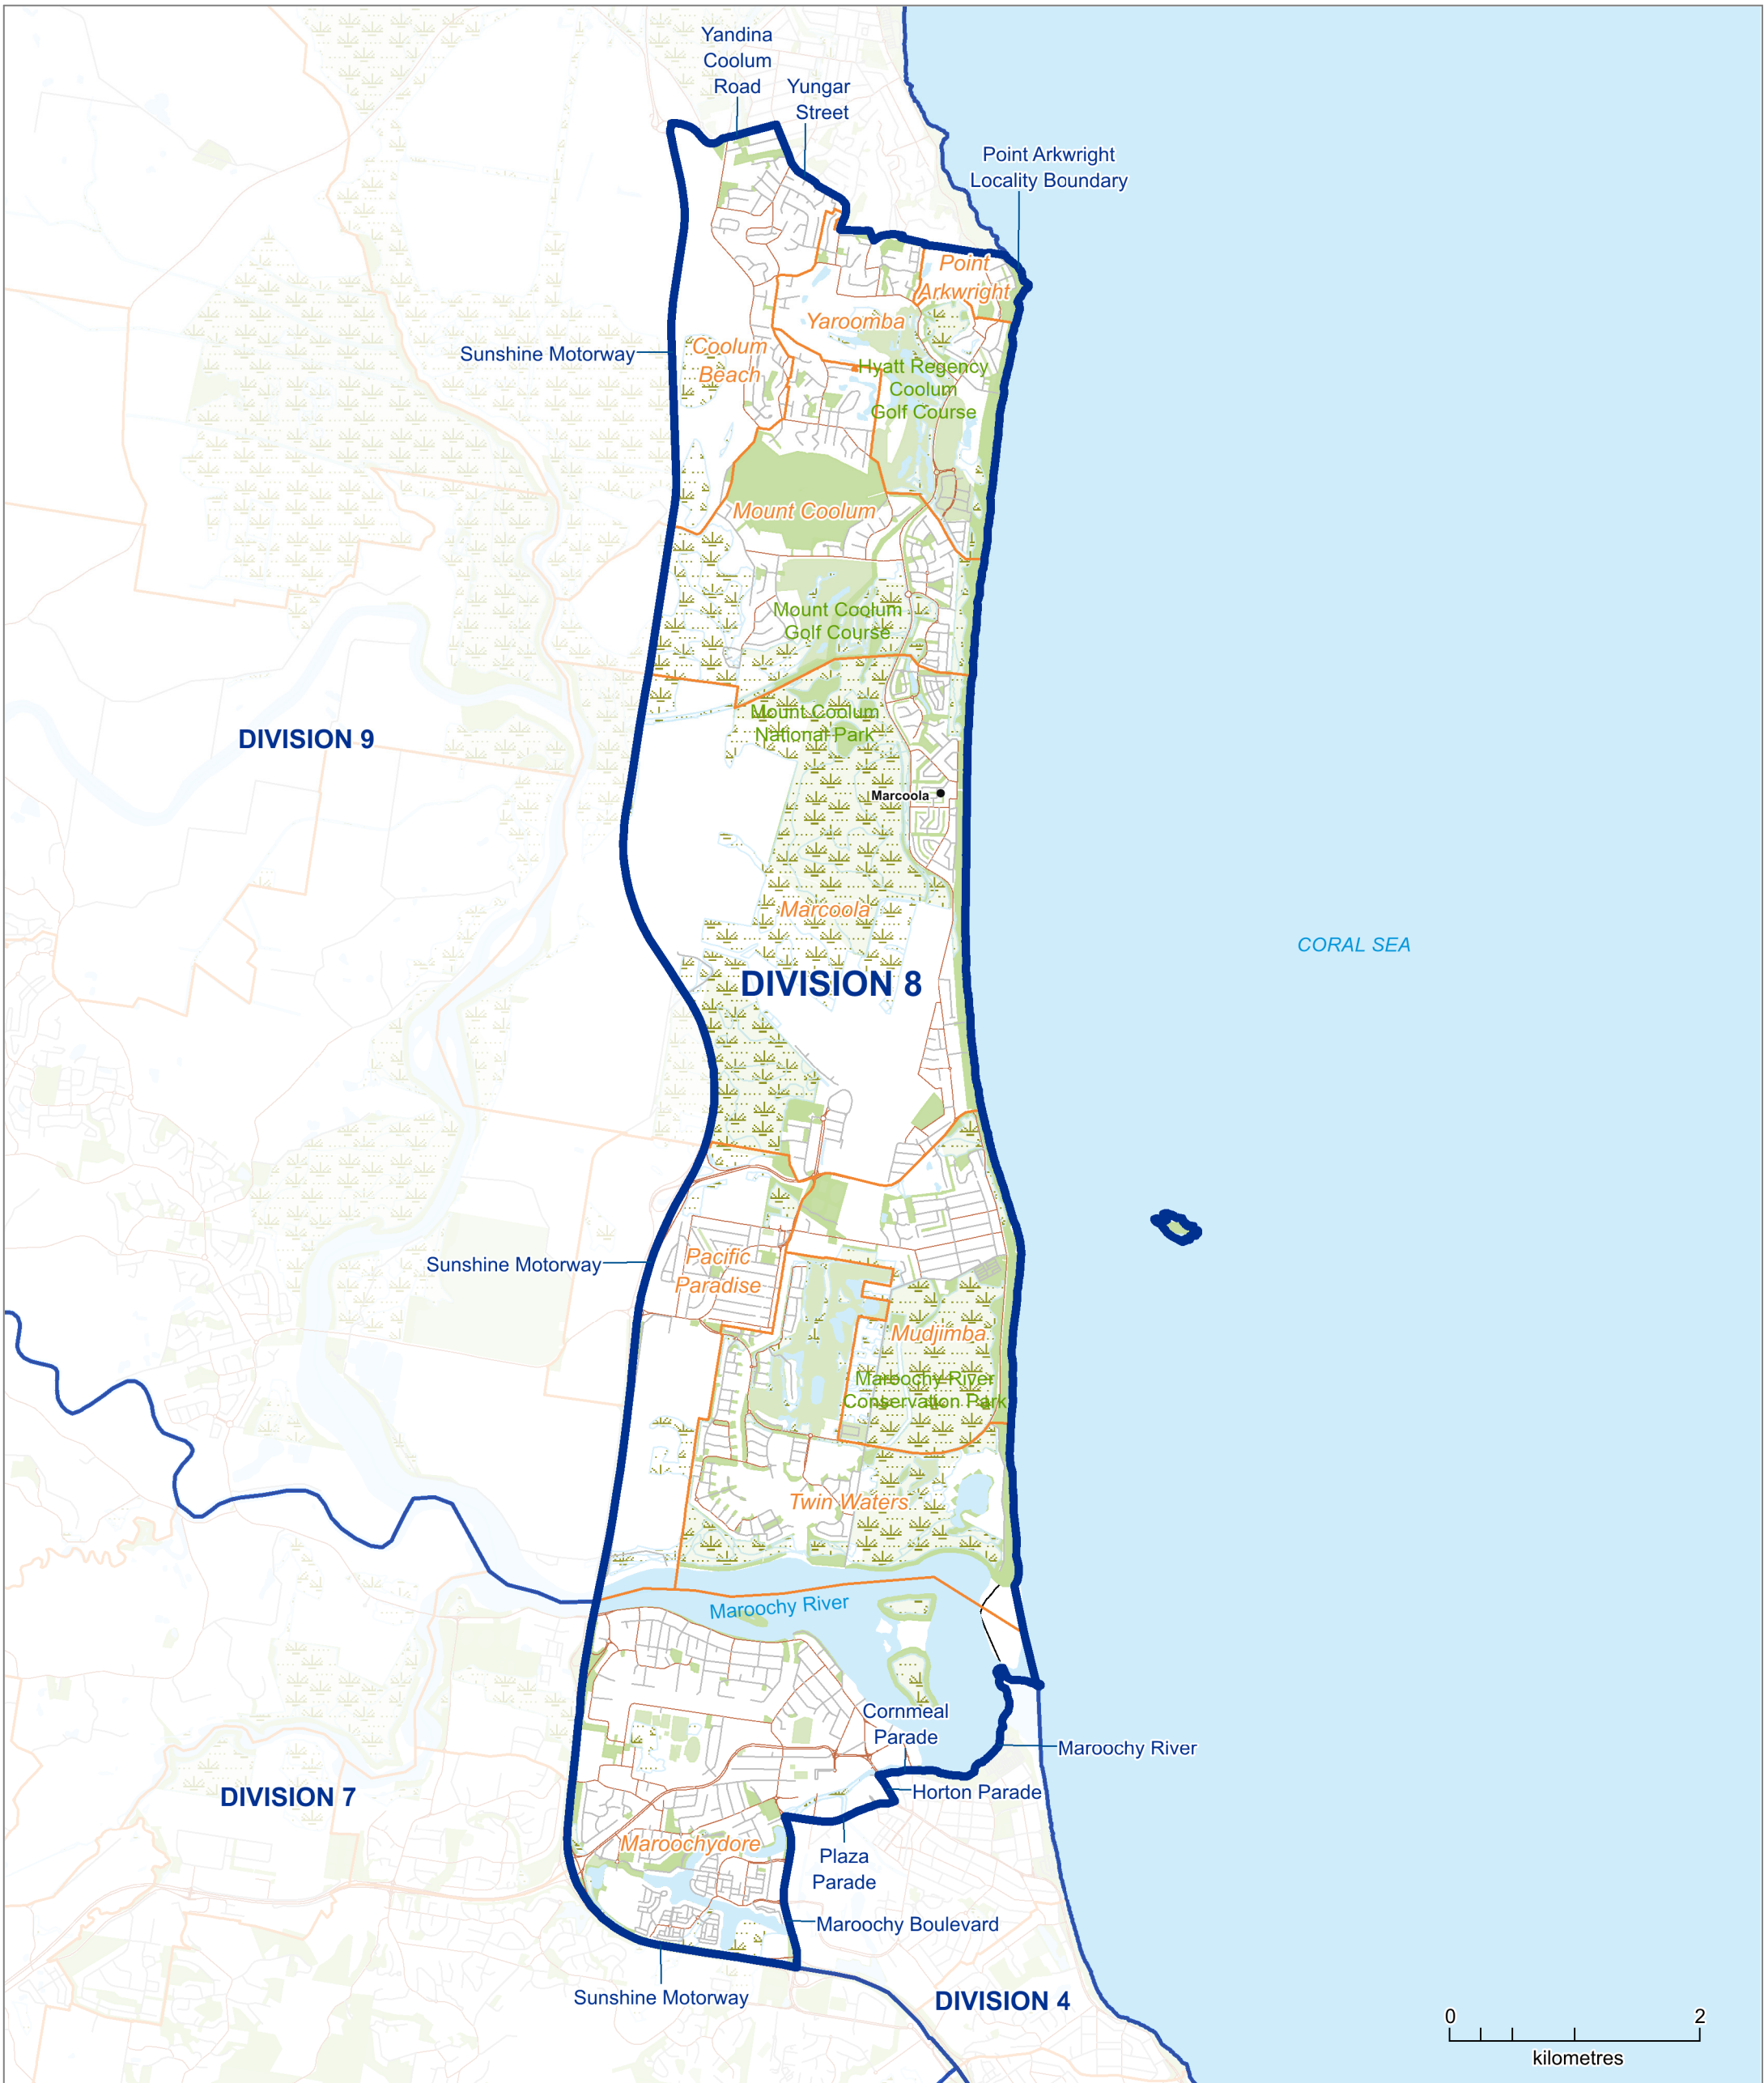 Yandina
Coolum
Road
Yungar
Street
Point Arkwright
Locality Boundary
Point
Arkwright
Yaroomba
Sunshine Motorway
Coolum
Beach
Hyatt Regency
Coolum
Golf Course
Mount Coolum
Mount Coolum
Golf Course
Mount Coolum
National Park
DIVISION 9
Marcoola
Marcoola
CORAL SEA
DIVISION 8
Sunshine Motorway
Pacific
Paradise
Mudjimba
Maroochy River
Conservation Park
Twin Waters
Maroochy River
Cornmeal
Parade
Maroochy River
Horton Parade
DIVISION 7
Maroochydore
Plaza
Parade
Maroochy Boulevard
Sunshine Motorway
DIVISION 4
0 2
kilometres